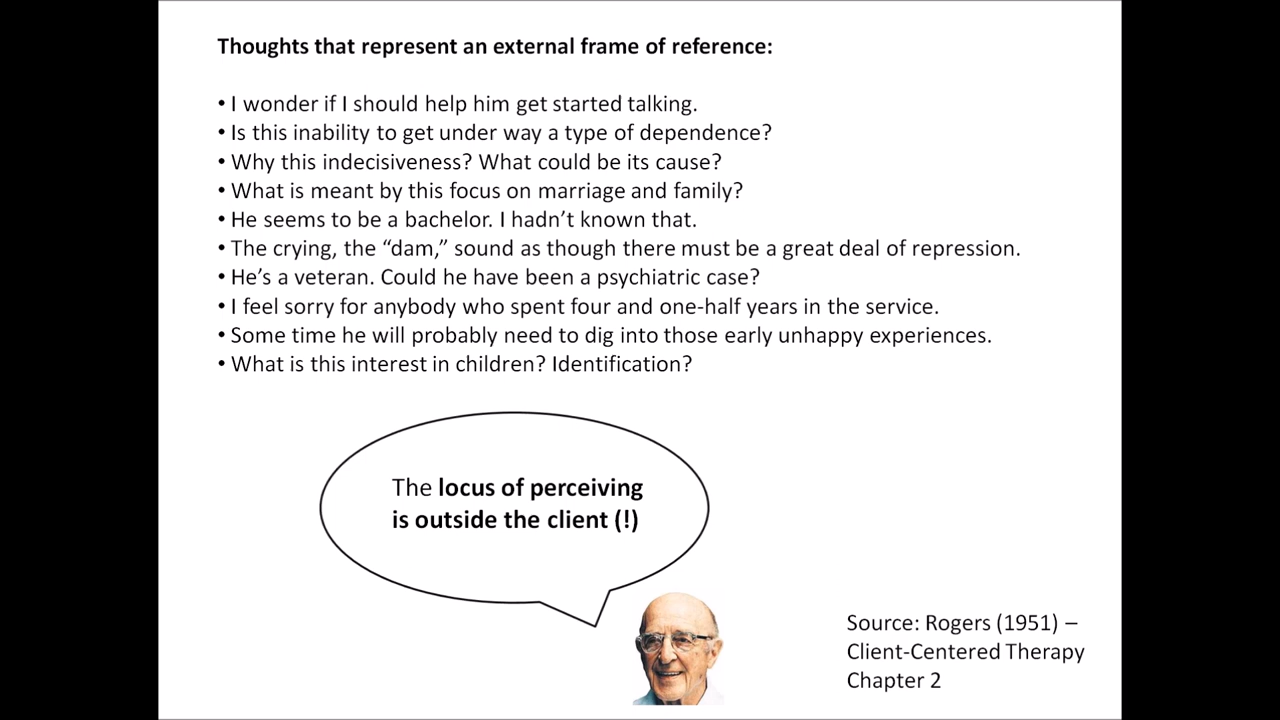 Thoughts that represent an external frame of reference:
• I wonder if I should help him get started talking.
• Is this inability to get under way a type of dependence?
• Why this indecisiveness? What could be its cause?
• What is meant by this focus on marriage and family?
• He seems to be a bachelor. I hadn’t known that.
• The crying, the “dam,” sound as though there must be a great deal of repression.
• He’s a veteran. Could he have been a psychiatric case?
• I feel sorry for anybody who spent four and one-half years in the service.
• Some time he will probably need to dig into those early unhappy experiences.
• What is this interest in children? Identification?
The locus of perceiving
is outside the client (!)
Source: Rogers (1951) –
Client-Centered Therapy
Chapter 2